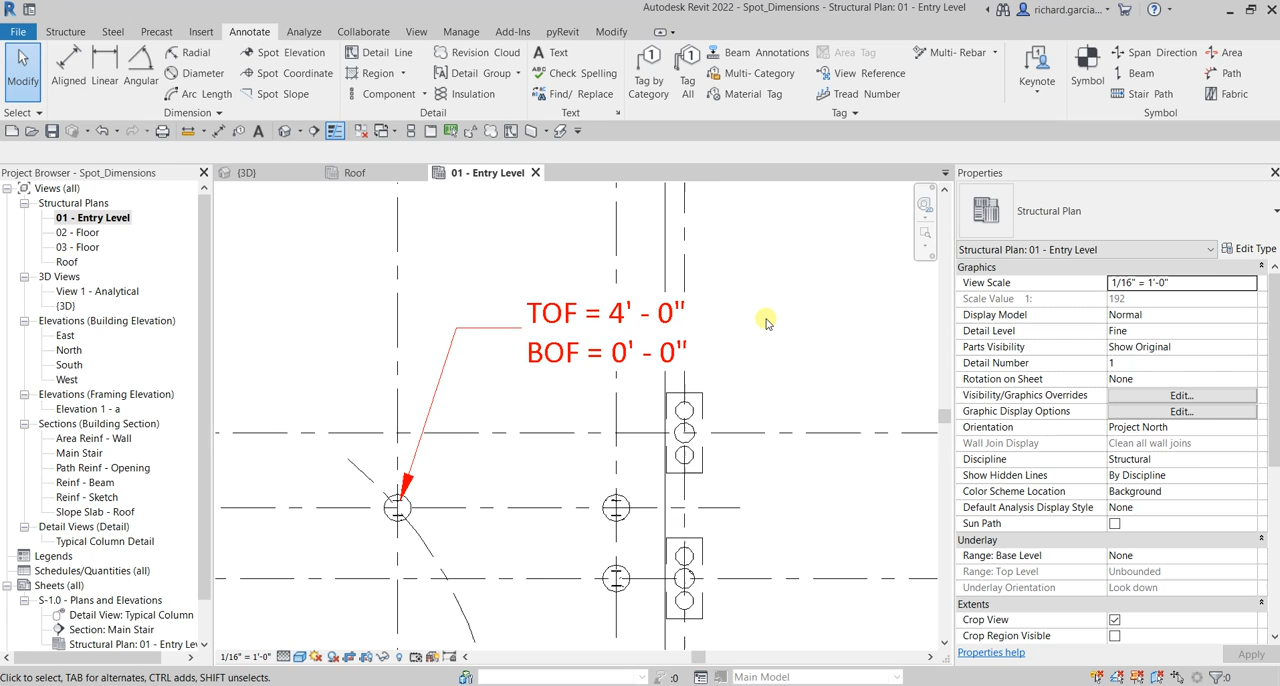 Autodesk Revit 2022 - Spot_Dimensions - Structural Plan: 01 - Entry Level
richard.garcia...
File Structure Steel Precast Insert Annotate Analyze Collaborate View Manage Add-Ins pyRevit Modify
Modify
Aligned Linear Angular
Radial
Diameter
Arc Length
Spot Elevation
Spot Coordinate
Spot Slope
Detail Line
Region
Component
Revision Cloud
Detail Group
Insulation
Text
Check Spelling
Find/ Replace
Tag by Category
Tag All
Beam Annotations
Multi- Category
Material Tag
Area Tag
View Reference
Tread Number
Multi- Rebar
Keynote
Symbol
Span Direction
Beam
Stair Path
Area
Path
Fabric
Select Dimension Detail Text Tag Symbol
Project Browser - Spot_Dimensions
{3D}
Roof
01 - Entry Level
Properties
Views (all)
Structural Plans
01 - Entry Level
02 - Floor
03 - Floor
Roof
3D Views
View 1 - Analytical
{3D}
Elevations (Building Elevation)
East
North
South
West
Elevations (Framing Elevation)
Elevation 1 - a
Sections (Building Section)
Area Reinf - Wall
Main Stair
Path Reinf - Opening
Reinf - Beam
Reinf - Sketch
Slope Slab - Roof
Detail Views (Detail)
Typical Column Detail
Legends
Schedules/Quantities (all)
Sheets (all)
S-1.0 - Plans and Elevations
Detail View: Typical Column
Section: Main Stair
Structural Plan: 01 - Entry Lev
TOF = 4' - 0"
BOF = 0' - 0"
Structural Plan
Structural Plan: 01 - Entry Level
Edit Type
Graphics
View Scale 1/16" = 1'-0"
Scale Value 1: 192
Display Model Normal
Detail Level Fine
Parts Visibility Show Original
Detail Number 1
Rotation on Sheet None
Visibility/Graphics Overrides Edit...
Graphic Display Options Edit...
Orientation Project North
Wall Join Display Clean all wall joins
Discipline Structural
Show Hidden Lines By Discipline
Color Scheme Location Background
Default Analysis Display Style None
Sun Path
Underlay
Range: Base Level None
Range: Top Level Unbounded
Underlay Orientation Look down
Extents
Crop View
Crop Region Visible
Properties help
Apply
1/16" = 1'-0"
Click to select, TAB for alternates, CTRL adds, SHIFT unselects.
:0
Main Model
:0